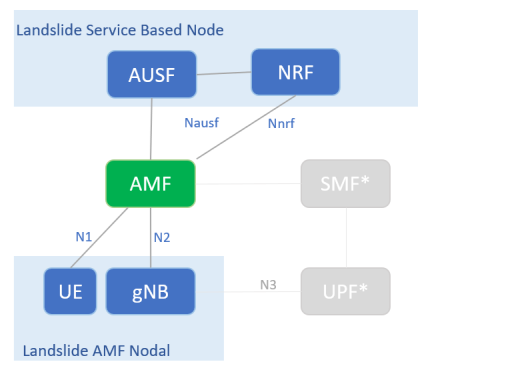 Landslide Service Based Node
AUSF
NRF
Nausf
Nnrf
AMF
SMF*
N1
N2
UE
gNB
N3
UPF*
Landslide AMF Nodal